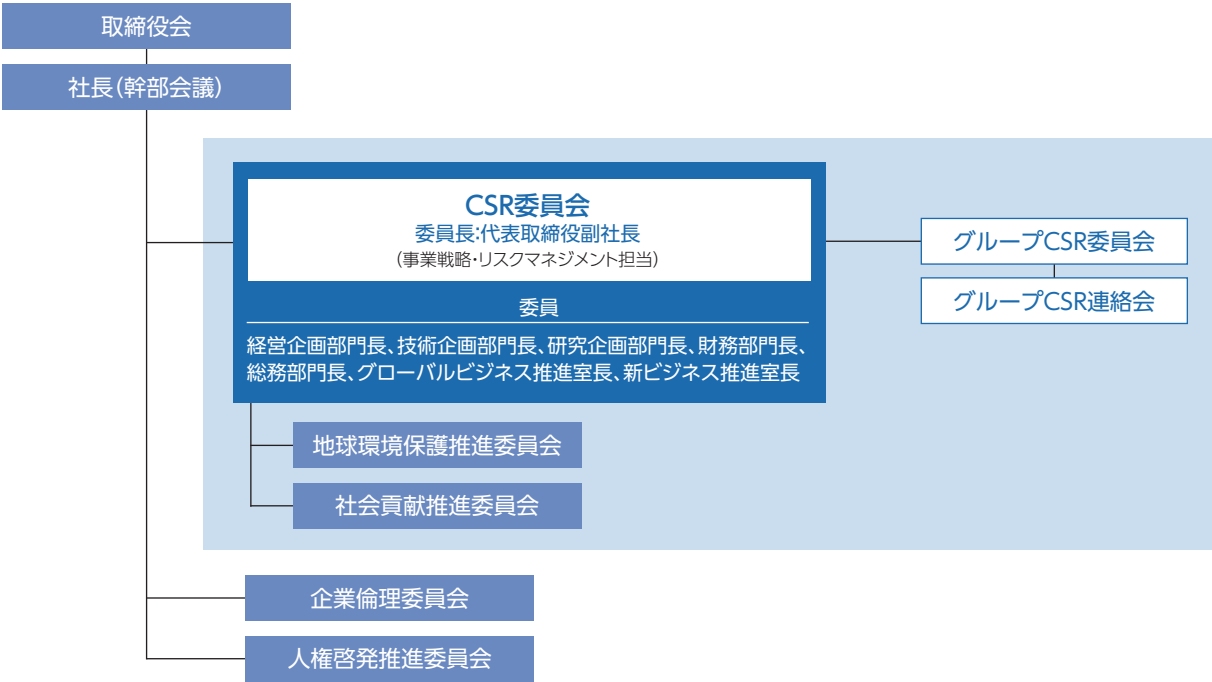 取締役会
社長(幹部会議)
CSR委員会
委員長:代表取締役副社長
(事業戦略・リスクマネジメント担当)
委員
経営企画部門長、技術企画部門長、研究企画部門長、財務部門長、
総務部門長、グローバルビジネス推進室長、新ビジネス推進室長
グループCSR委員会
グループCSR連絡会
地球環境保護推進委員会
社会貢献推進委員会
企業倫理委員会
人権啓発推進委員会